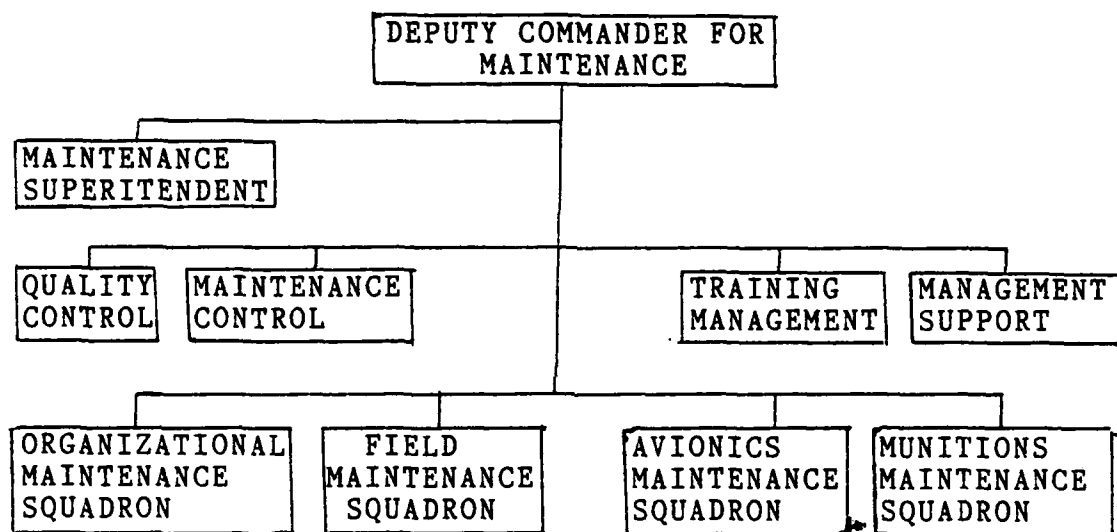 DEPUTY COMMANDER FOR
MAINTENANCE
MAINTENANCE
SUPERITENDENT
QUALITY
CONTROL
MAINTENANCE
CONTROL
TRAINING
MANAGEMENT
MANAGEMENT
SUPPORT
ORGANIZATIONAL
MAINTENANCE
SQUADRON
FIELD
MAINTENANCE
SQUADRON
AVIONICS
MAINTENANCE
SQUADRON
MUNITIONS
MAINTENANCE
SQUADRON